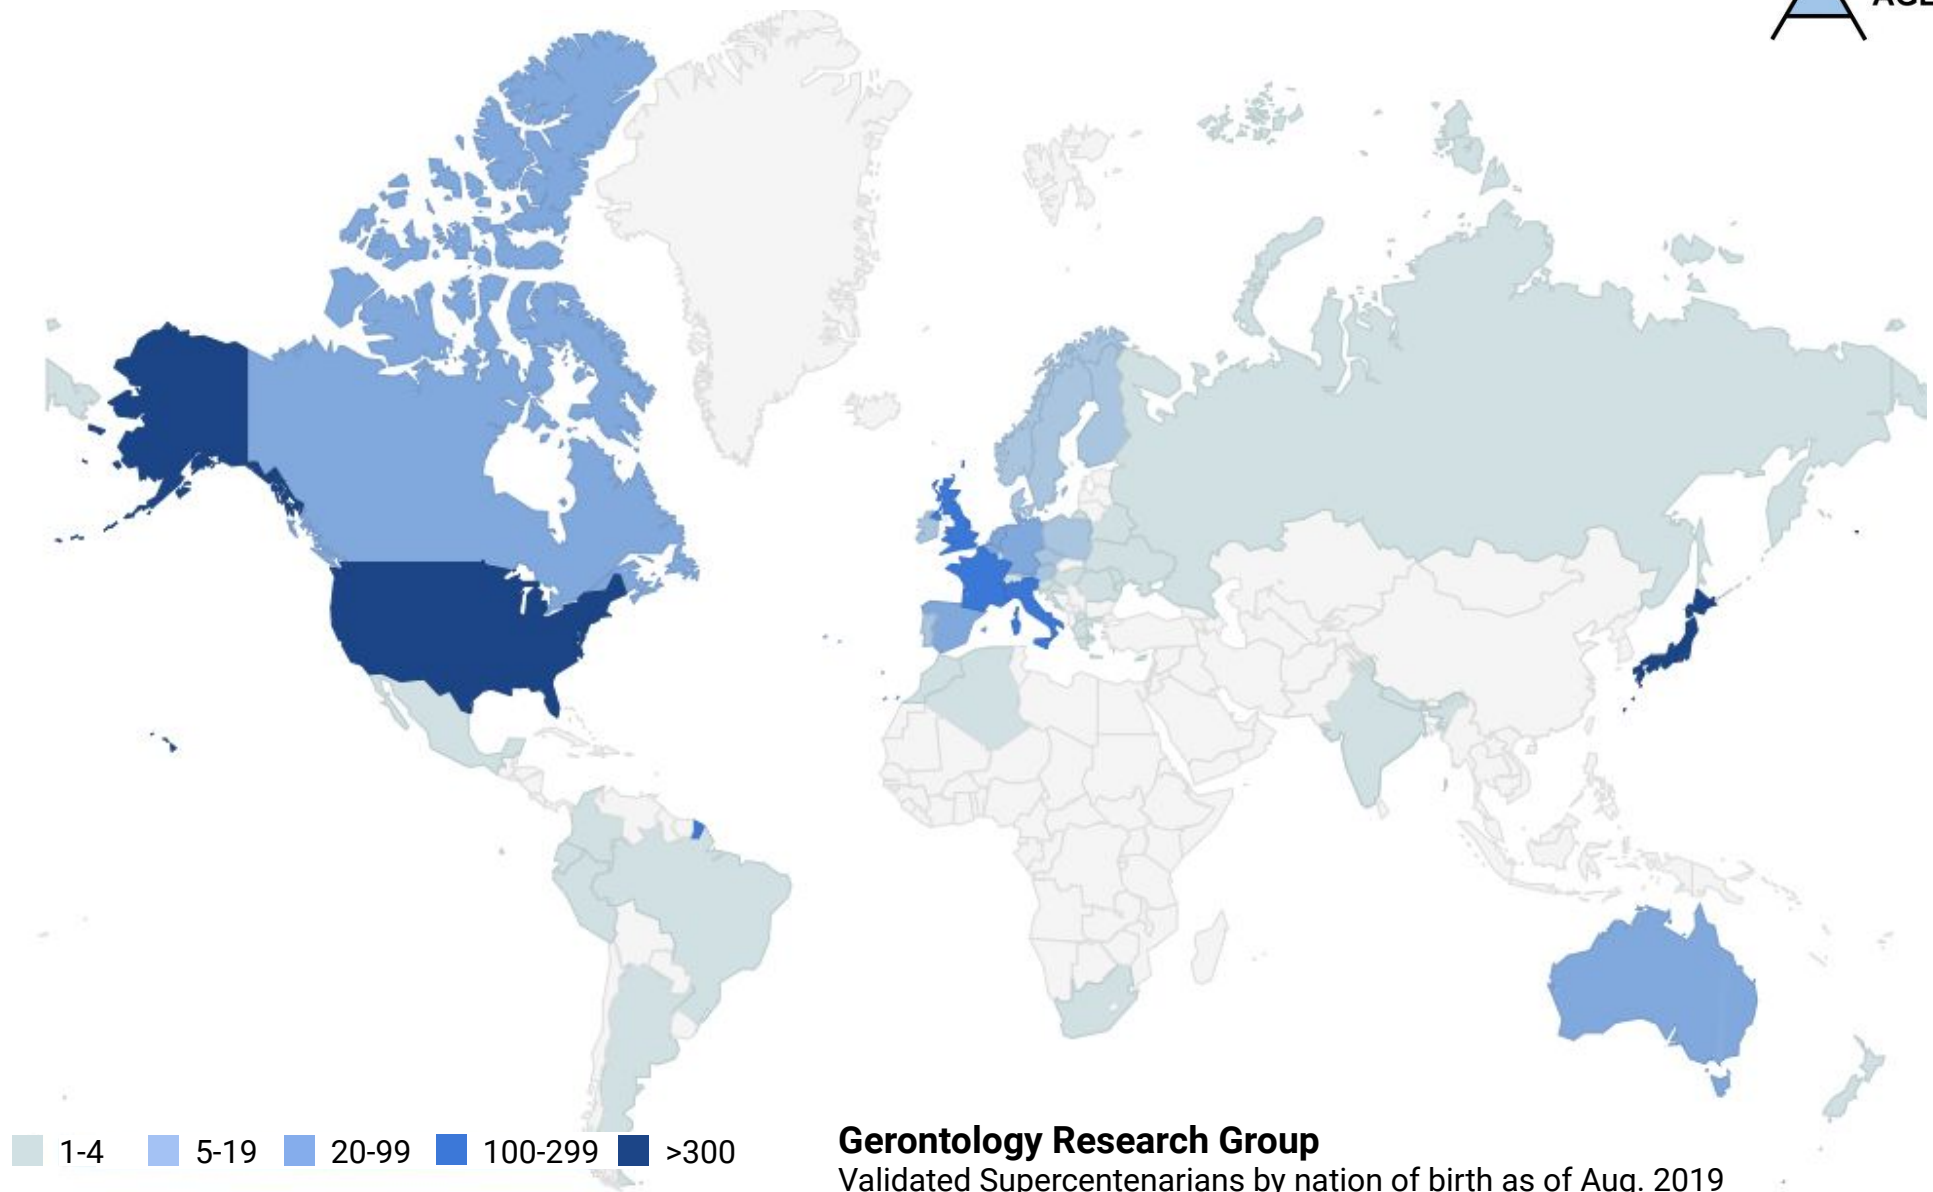 1-4 5-19 20-99 100-299 >300
Gerontology Research Group
Validated Supercentenarians by nation of birth as of Aug. 2019